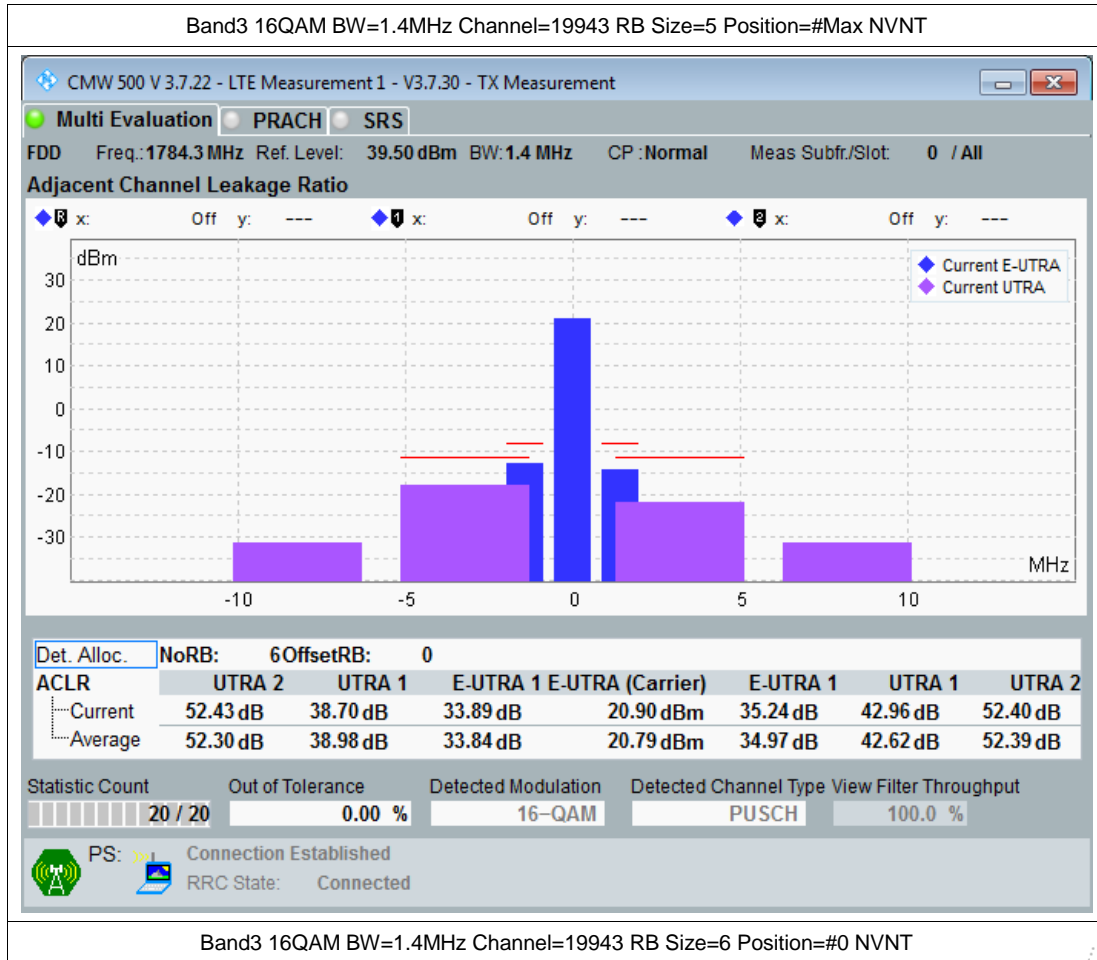 Band3 16QAM BW=1.4MHz Channel=19943 RB Size=5 Position=#Max NVNT
CMW 500 V 3.7.22 - LTE Measurement 1 - V3.7.30 - TX Measurement
Multi Evaluation PRACH SRS
FDD Freq.:1784.3 MHz Ref. Level: 39.50 dBm BW:1.4 MHz CP :Normal Meas Subfr./Slot: 0 / All
Adjacent Channel Leakage Ratio
R x: Off y: --- 1 x: Off y: --- 2 x: Off y: ---
dBm
Current E-UTRA
Current UTRA
30
20
10
0
-10
-20
-30
MHz
-10 -5 0 5 10
Det. Alloc. NoRB: 6 OffsetRB: 0
ACLR UTRA 2 UTRA 1 E-UTRA 1 E-UTRA (Carrier) E-UTRA 1 UTRA 1 UTRA 2
Current 52.43 dB 38.70 dB 33.89 dB 20.90 dBm 35.24 dB 42.96 dB 52.40 dB
Average 52.30 dB 38.98 dB 33.84 dB 20.79 dBm 34.97 dB 42.62 dB 52.39 dB
Statistic Count Out of Tolerance Detected Modulation Detected Channel Type View Filter Throughput
20 / 20 0.00 % 16-QAM PUSCH 100.0 %
PS: Connection Established
RRC State: Connected
Band3 16QAM BW=1.4MHz Channel=19943 RB Size=6 Position=#0 NVNT